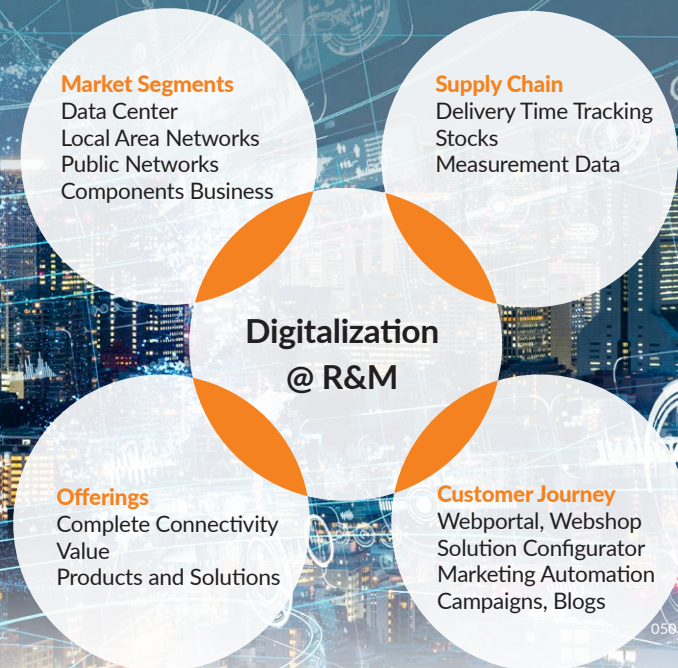 Market Segments
Data Center
Local Area Networks
Public Networks
Components Business
Supply Chain
Delivery Time Tracking
Stocks
Measurement Data
Digitalization
@ R&M
Offerings
Complete Connectivity
Value
Products and Solutions
Customer Journey
Webportal, Webshop
Solution Configurator
Marketing Automation
Campaigns, Blogs
050